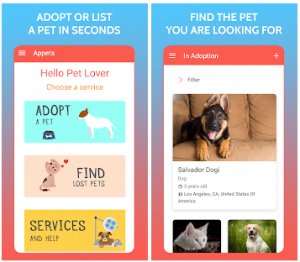 ADOPT OR LIST
A PET IN SECONDS
Appets
Hello Pet Lover
Choose a service
ADOPT
A PET
FIND
LOST PETS
SERVICES
AND HELP
FIND THE PET
YOU ARE LOOKING FOR
In Adoption
Filter
Salvador Dogi
Dog
3 years old
Los Angeles, CA, United States Of
America